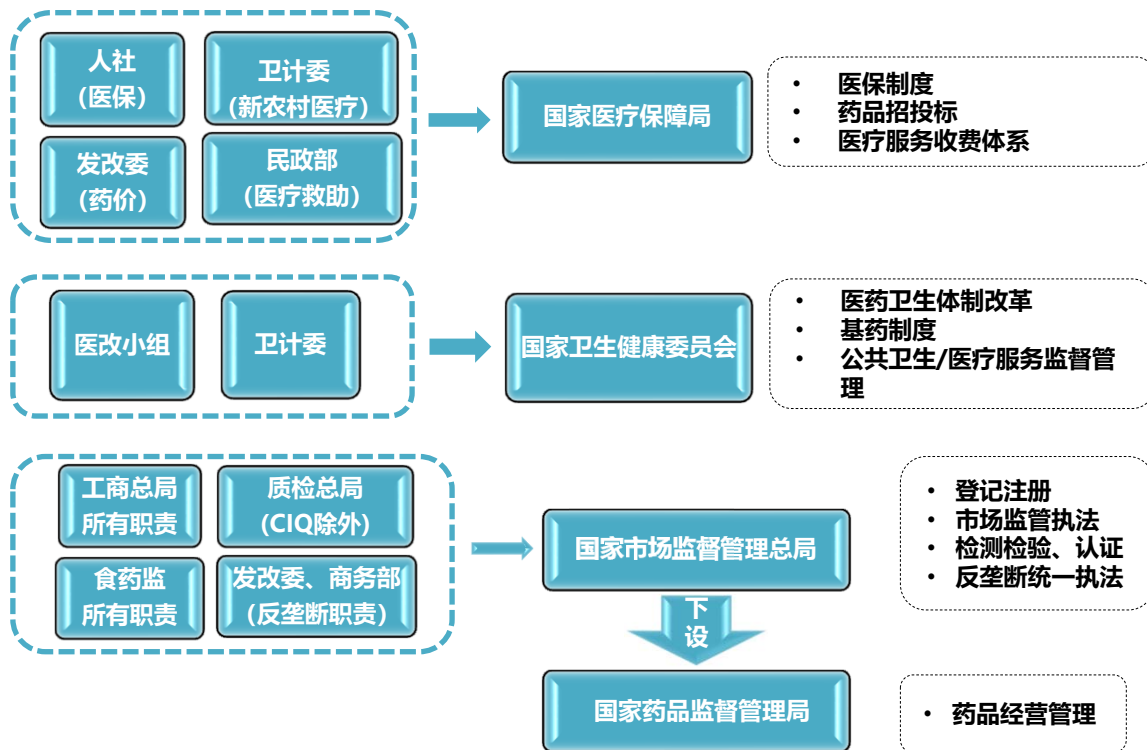 人社
(医保)
卫计委
(新农村医疗)
发改委
(药价)
民政部
(医疗救助)
国家医疗保障局
• 医保制度
• 药品招投标
• 医疗服务收费体系
医改小组
卫计委
国家卫生健康委员会
• 医药卫生体制改革
• 基药制度
• 公共卫生/医疗服务监督管
理
工商总局
所有职责
质检总局
(CIQ除外)
食药监
所有职责
发改委、商务部
(反垄断职责)
国家市场监督管理总局
• 登记注册
• 市场监管执法
• 检测检验、认证
• 反垄断统一执法
下
设
国家药品监督管理局
• 药品经营管理